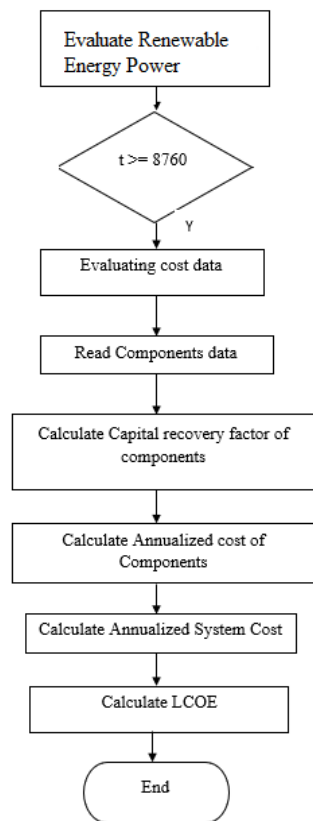 Evaluate Renewable
Energy Power
t >= 8760
Y
Evaluating cost data
Read Components data
Calculate Capital recovery factor of
components
Calculate Annualized cost of
Components
Calculate Annualized System Cost
Calculate LCOE
End